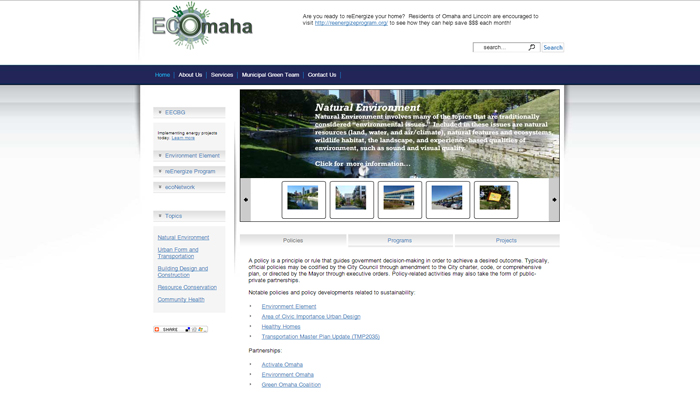 ECOmaha
Are you ready to reEnergize your home? Residents of Omaha and Lincoln are encouraged to
visit http://reenergizeprogram.org/ to see how they can help save $$$ each month!
search...
Search
Home
About Us
Services
Municipal Green Team
Contact Us
EECBG
Implementing energy projects
today. Learn more
Environment Element
reEnergize Program
ecoNetwork
Topics
Natural Environment
Urban Form and
Transportation
Building Design and
Construction
Resource Conservation
Community Health
SHARE
Natural Environment
Natural Environment involves many of the topics that are traditionally
considered "environmental issues." Included in these issues are natural
resources (land, water, and air/climate), natural features and ecosystems,
wildlife habitat, the landscape, and experience-based qualities of
environment, such as sound and visual quality.
Click for more information...
Policies
Programs
Projects
A policy is a principle or rule that guides government decision-making in order to achieve a desired outcome. Typically,
official policies may be codified by the City Council through amendment to the City charter, code, or comprehensive
plan, or directed by the Mayor through executive orders. Policy-related activities may also take the form of public-
private partnerships.
Notable policies and policy developments related to sustainability:
Environment Element
Area of Civic Importance Urban Design
Healthy Homes
Transportation Master Plan Update (TMP2035)
Partnerships:
Activate Omaha
Environment Omaha
Green Omaha Coalition